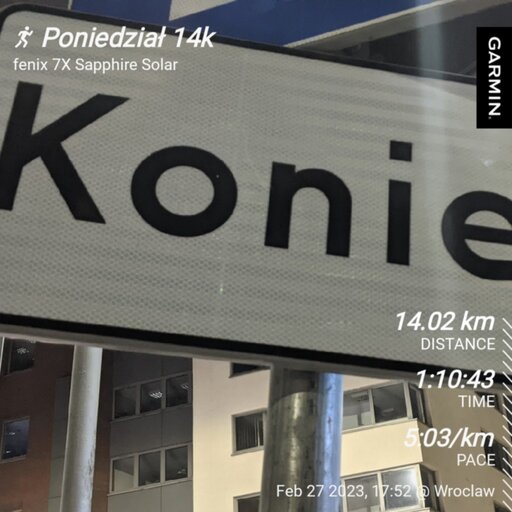 Poniedział 14k
fenix 7X Sapphire Solar
GARMIN.
Konie
14.02 km
DISTANCE
1:10:43
TIME
5:03/km
PACE
Feb 27 2023, 17:52 @ Wroclaw